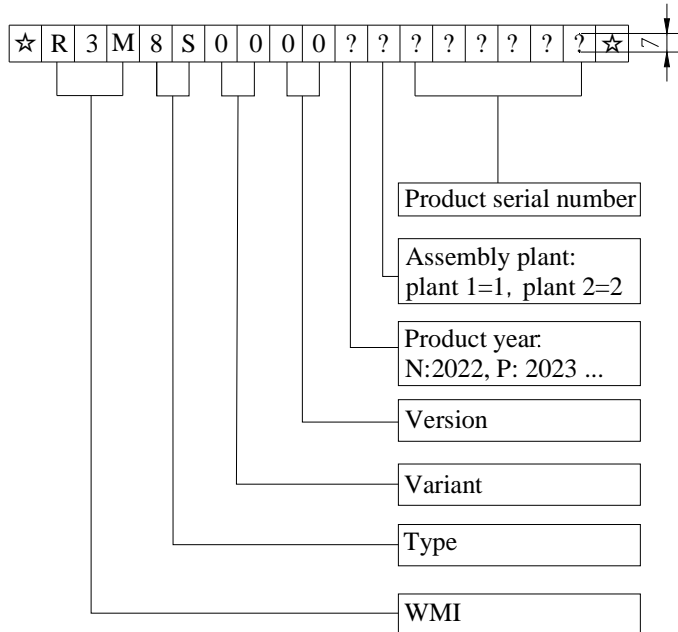 ☆ R 3 M 8 S 0 0 0 0 ? ? ? ? ? ? ? ? ☆ 7
Product serial number
Assembly plant:
plant 1=1, plant 2=2
Product year:
N:2022, P: 2023 ...
Version
Variant
Type
WMI